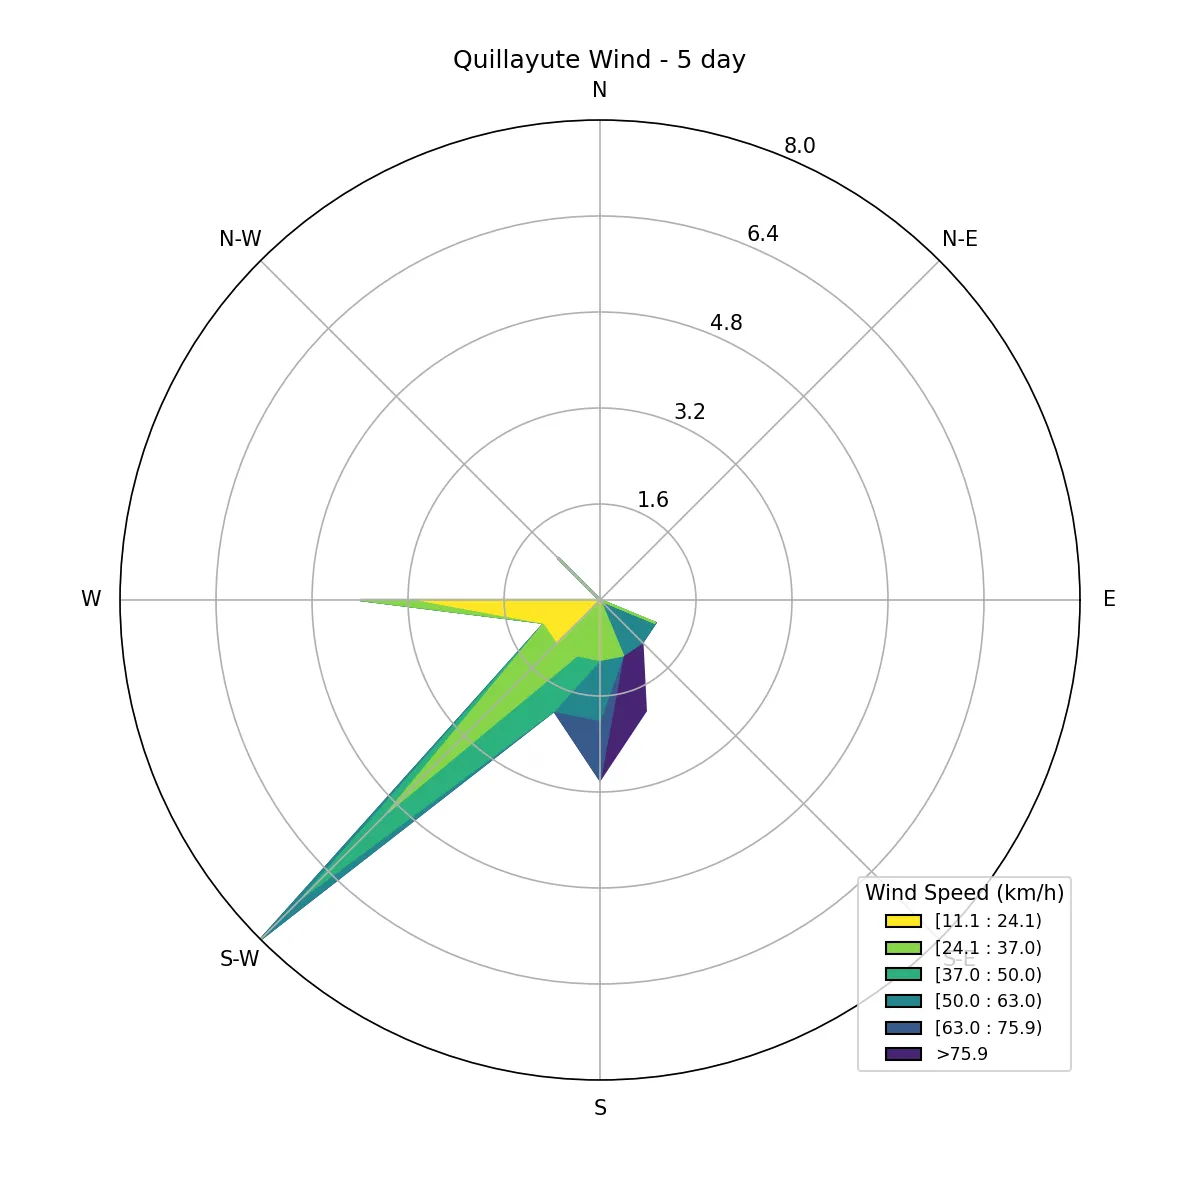 Quillayute Wind - 5 day
N
8.0
N-W
N-E
6.4
4.8
3.2
1.6
W
E
Wind Speed (km/h)
[11.1 : 24.1)
[24.1 : 37.0)
S-W
S-E
[37.0 : 50.0)
[50.0 : 63.0)
[63.0 : 75.9)
>75.9
S